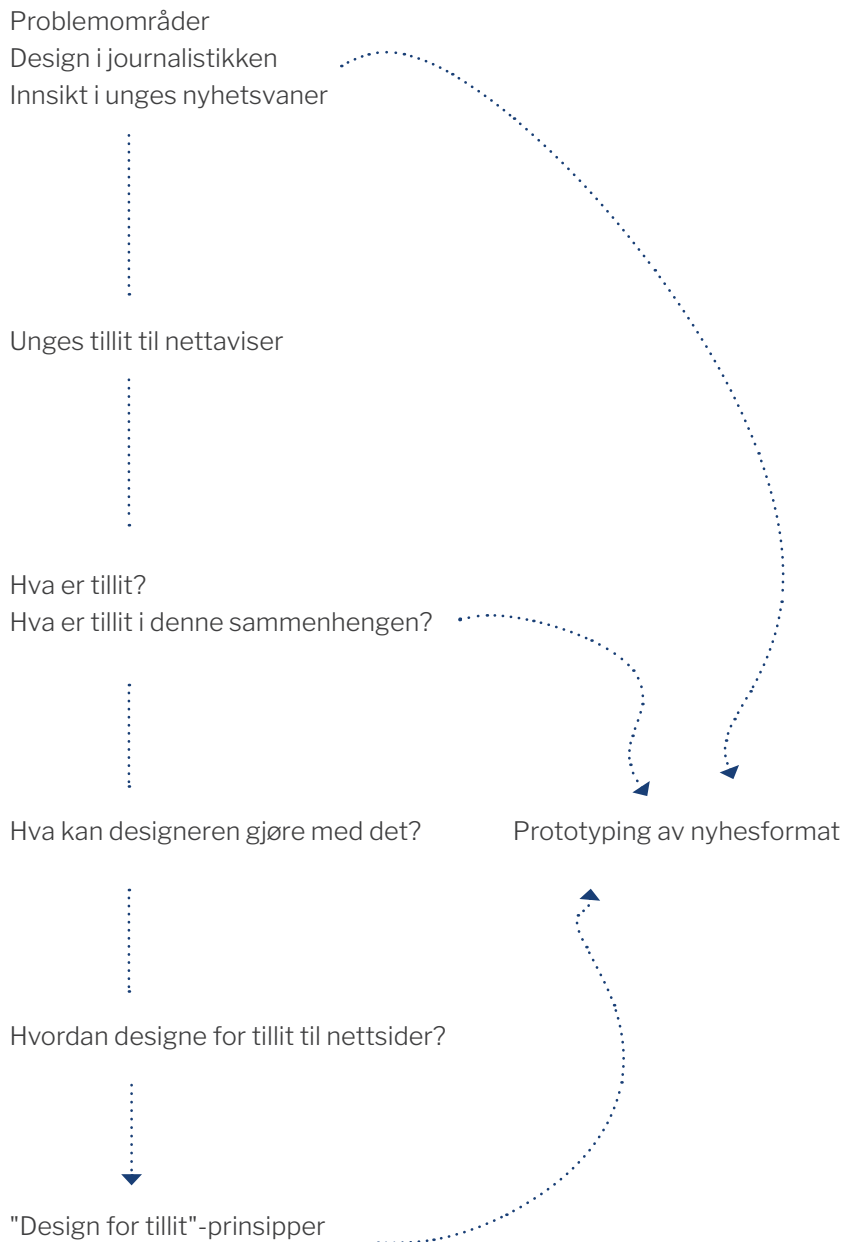 Problemområder
Design i journalistikken
Innsikt i unges nyhetsvaner
Unges tillit til nettaviser
Hva er tillit?
Hva er tillit i denne sammenhengen?
Hva kan designeren gjøre med det?
Prototyping av nyhesformat
Hvordan designe for tillit til nettsider?
"Design for tillit"-prinsipper